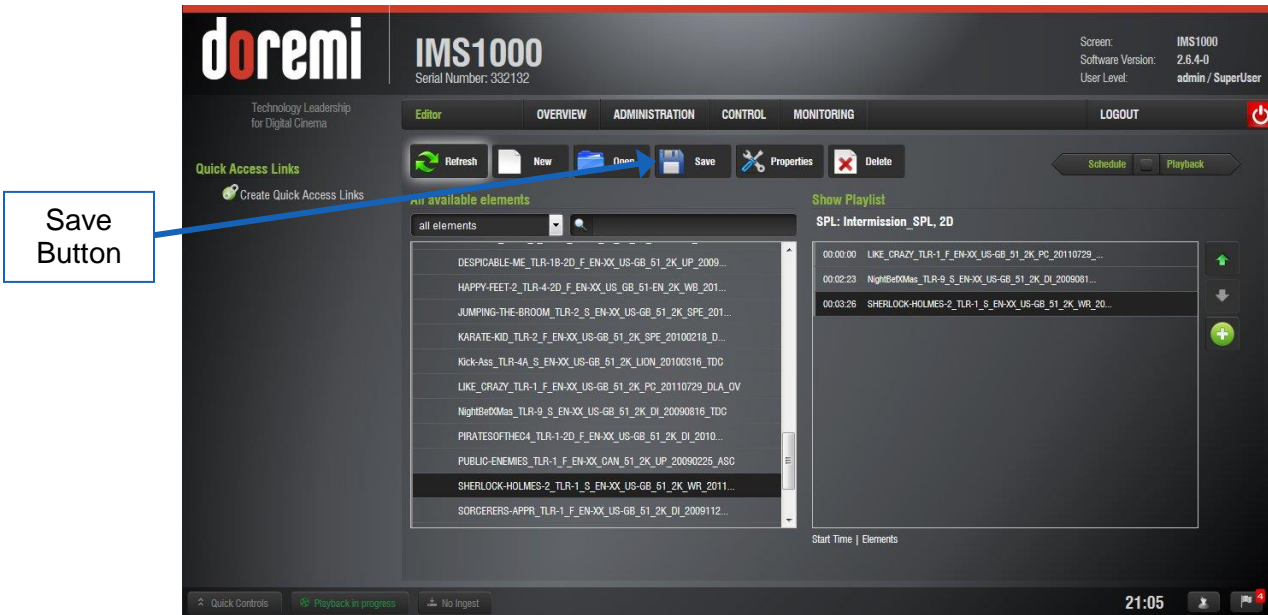 doremi
Technology Leadership
for Digital Cinema
IMS1000
Serial Number: 332132
Screen: IMS1000
Software Version: 2.6.4-0
User Level: admin / SuperUser
Editor OVERVIEW ADMINISTRATION CONTROL MONITORING LOGOUT
Quick Access Links
Create Quick Access Links
Save
Button
Refresh New Open Save Properties Delete
Schedule Playback
All available elements
all elements
DESPICABLE-ME_TLR-1B-2D_F_EN-XX_US-GB_51_2K_UP_2009...
HAPPY-FEET-2_TLR-4-2D_F_EN-XX_US_GB_51-EN_2K_WB_201...
JUMPING-THE-BROOM_TLR-2_S_EN-XX_US-GB_51_2K_SPE_201...
KARATE-KID_TLR-2_F_EN-XX_US-GB_51_2K_SPE_20100218_D...
Kick-Ass_TLR-4A_S_EN-XX_US-GB_51_2K_LION_20100316_TDC
LIKE_CRAZY_TLR-1_F_EN-XX_US-GB_51_2K_PC_20110729_DLA_OV
NightBefXMas_TLR-9_S_EN-XX_US-GB_51_2K_DI_20090816_TDC
PIRATESOFTHEC4_TLR-1-2D_F_EN-XX_US-GB_51_2K_DI_2010...
PUBLIC-ENEMIES_TLR-1_F_EN-XX_CAN_51_2K_UP_20090225_ASC
SHERLOCK-HOLMES-2_TLR-1_S_EN-XX_US-GB_51_2K_WR_2011...
SORCERERS-APPR_TLR-1_F_EN-XX_US-GB_51_2K_DI_2009112...
Show Playlist
SPL: Intermission_SPL, 2D
00:00:00 LIKE_CRAZY_TLR-1_F_EN-XX_US-GB_51_2K_PC_20110729_...
00:02:23 NightBefXMas_TLR-9_S_EN-XX_US-GB_51_2K_DI_2009081...
00:03:26 SHERLOCK-HOLMES-2_TLR-1_S_EN-XX_US-GB_51_2K_WR_20...
Start Time | Elements
Quick Controls Playback in progress No Ingest 21:05 4